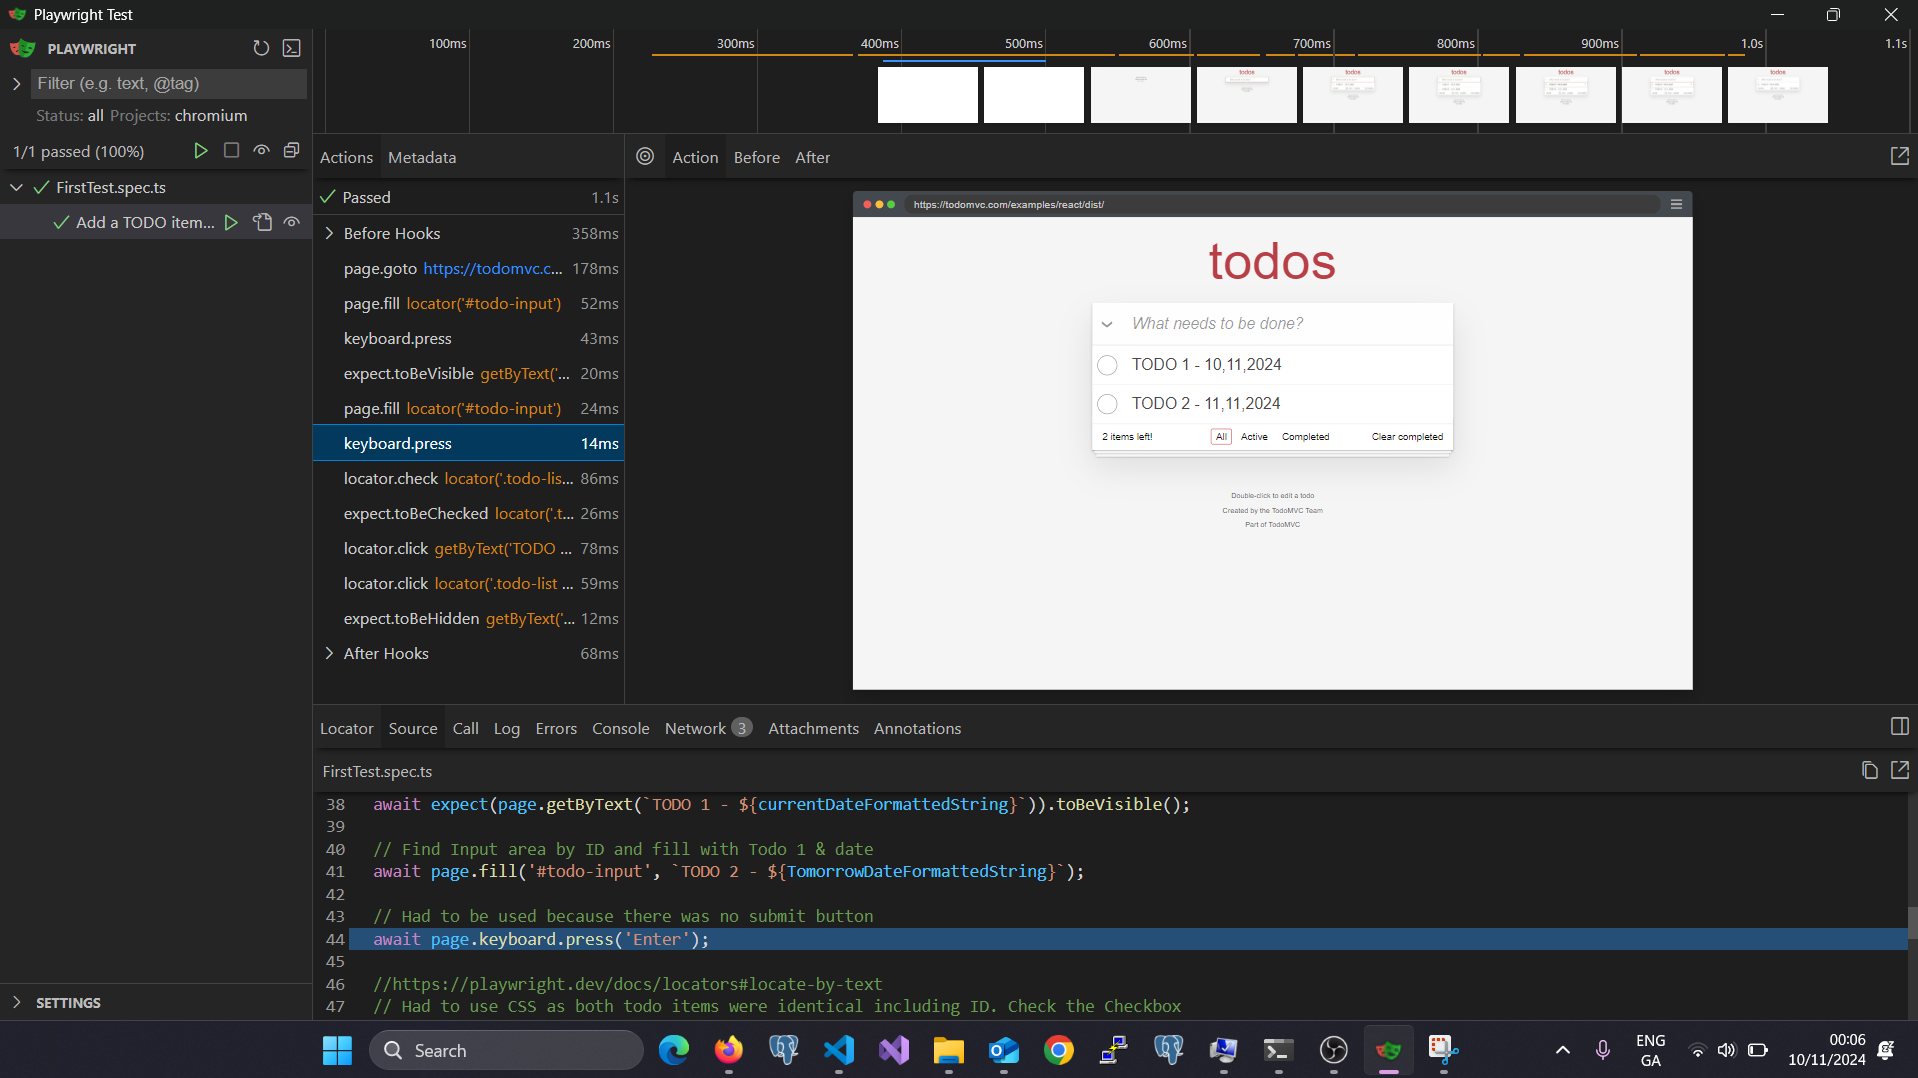 Playwright Test
PLAYWRIGHT
Filter (e.g. text, @tag)
Status: all Projects: chromium
1/1 passed (100%)
FirstTest.spec.ts
Add a TODO item...
SETTINGS
100ms 200ms 300ms 400ms 500ms 600ms 700ms 800ms 900ms 1.0s 1.1s
todos todos todos todos todos todos
Actions Metadata
Passed 1.1s
Before Hooks 358ms
page.goto https://todomvc.c... 178ms
page.fill locator('#todo-input') 52ms
keyboard.press 43ms
expect.toBeVisible getByText('... 20ms
page.fill locator('#todo-input') 24ms
keyboard.press 14ms
locator.check locator('.todo-lis... 86ms
expect.toBeChecked locator('.t... 26ms
locator.click getByText('TODO ... 78ms
locator.click locator('.todo-list ... 59ms
expect.toBeHidden getByText('... 12ms
After Hooks 68ms
Action Before After
https://todomvc.com/examples/react/dist/
todos
What needs to be done?
TODO 1 - 10,11,2024
TODO 2 - 11,11,2024
2 items left! All Active Completed Clear completed
Double-click to edit a todo
Created by the TodoMVC Team
Part of TodoMVC
Locator Source Call Log Errors Console Network 3 Attachments Annotations
FirstTest.spec.ts
38 await expect(page.getByText(`TODO 1 - ${currentDateFormattedString}`)).toBeVisible();
39
40 // Find Input area by ID and fill with Todo 1 & date
41 await page.fill('#todo-input', `TODO 2 - ${TomorrowDateFormattedString}`);
42
43 // Had to be used because there was no submit button
44 await page.keyboard.press('Enter');
45
46 //https://playwright.dev/docs/locators#locate-by-text
47 // Had to use CSS as both todo items were identical including ID. Check the Checkbox
Search
ENG
GA
00:06
10/11/2024